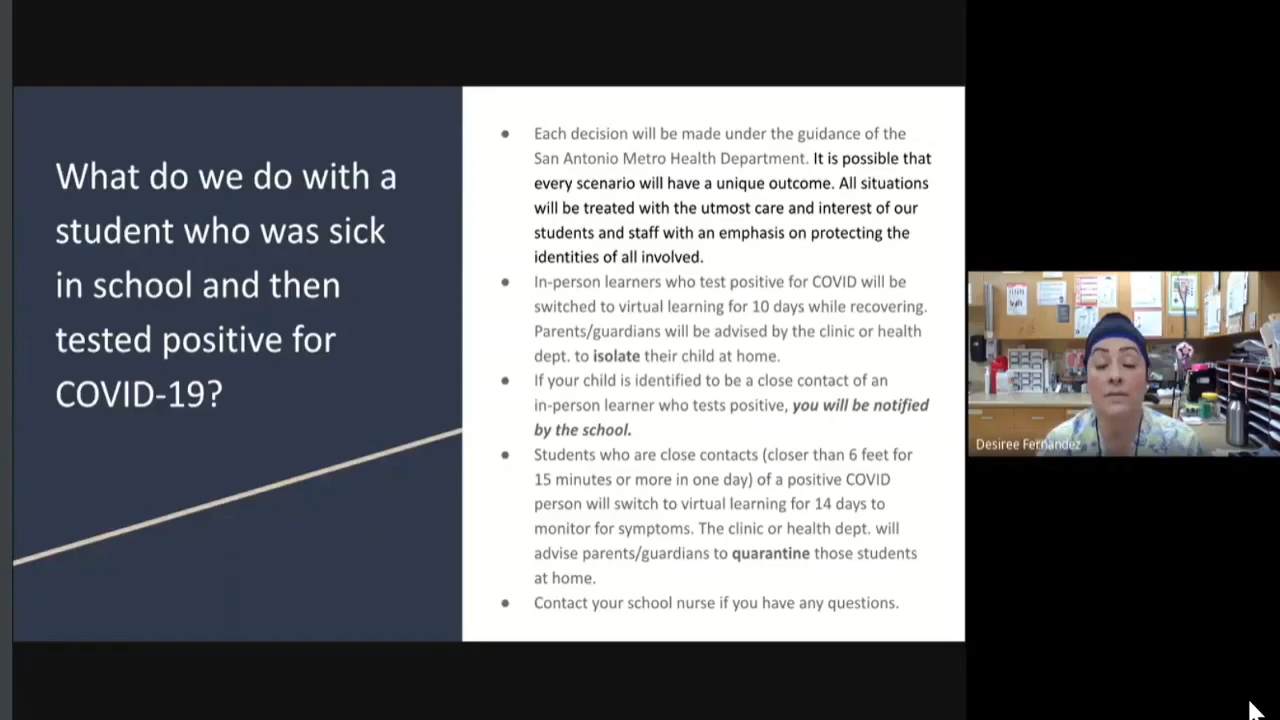 What do we do with a
student who was sick
in school and then
tested positive for
COVID-19?
● Each decision will be made under the guidance of the
San Antonio Metro Health Department. It is possible that
every scenario will have a unique outcome. All situations
will be treated with the utmost care and interest of our
students and staff with an emphasis on protecting the
identities of all involved.
● In-person learners who test positive for COVID will be
switched to virtual learning for 10 days while recovering.
Parents/guardians will be advised by the clinic or health
dept. to isolate their child at home.
● If your child is identified to be a close contact of an
in-person learner who tests positive, you will be notified
by the school.
● Students who are close contacts (closer than 6 feet for
15 minutes or more in one day) of a positive COVID
person will switch to virtual learning for 14 days to
monitor for symptoms. The clinic or health dept. will
advise parents/guardians to quarantine those students
at home.
● Contact your school nurse if you have any questions.
Desiree Fernandez